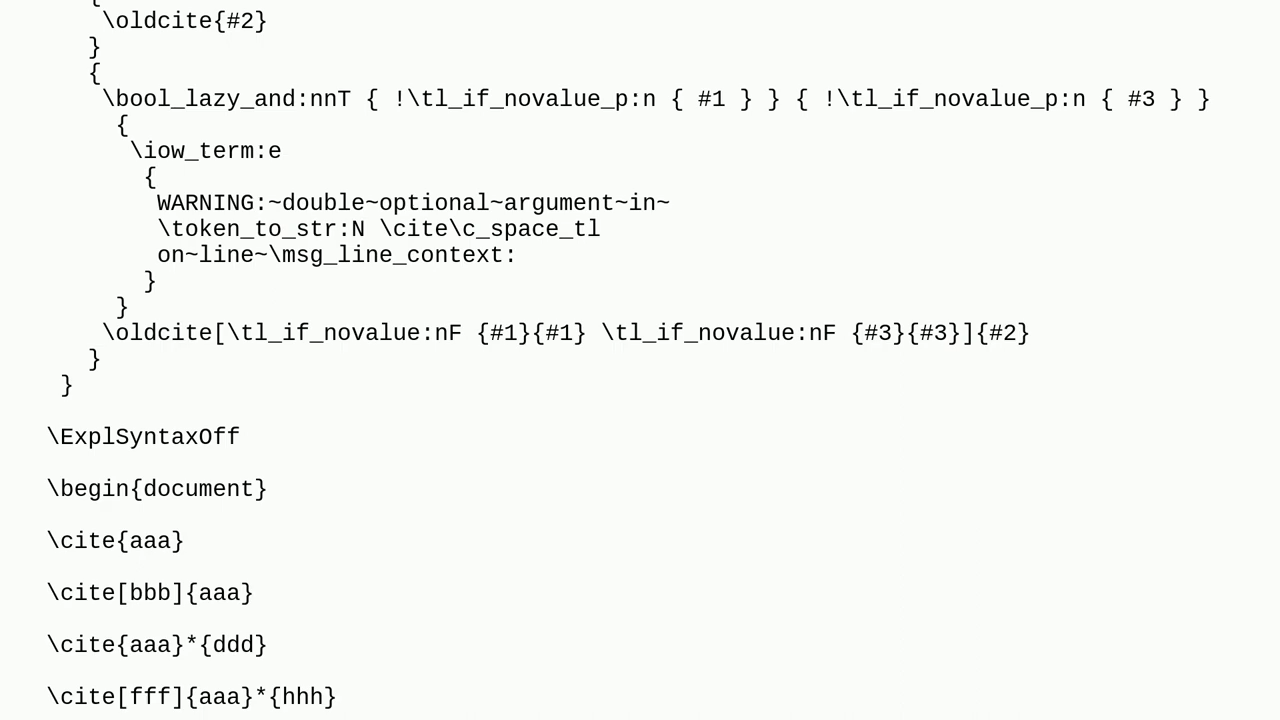 {
\oldcite{#2}
}
{
\bool_lazy_and:nnT { !\tl_if_novalue_p:n { #1 } } { !\tl_if_novalue_p:n { #3 } }
{
\iow_term:e
{
WARNING:~double~optional~argument~in~
\token_to_str:N \cite\c_space_tl
on~line~\msg_line_context:
}
}
\oldcite[\tl_if_novalue:nF {#1}{#1} \tl_if_novalue:nF {#3}{#3}]{#2}
}
}
\ExplSyntaxOff
\begin{document}
\cite{aaa}
\cite[bbb]{aaa}
\cite{aaa}*{ddd}
\cite[fff]{aaa}*{hhh}